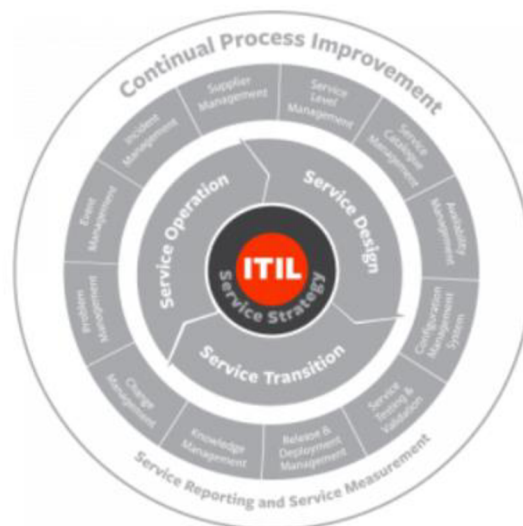 Continual Process Improvement
Supplier
Management
Service
Level
Management
Service
Catalogue
Management
Availability
Management
Configuration
Management
System
Service
Testing &
Validation
Release &
Deployment
Management
Knowledge
Management
Change
Management
Problem
Management
Event
Management
Incident
Management
Service Operation
Service Design
Service Transition
ITIL
Service Strategy
Service Reporting and Service Measurement